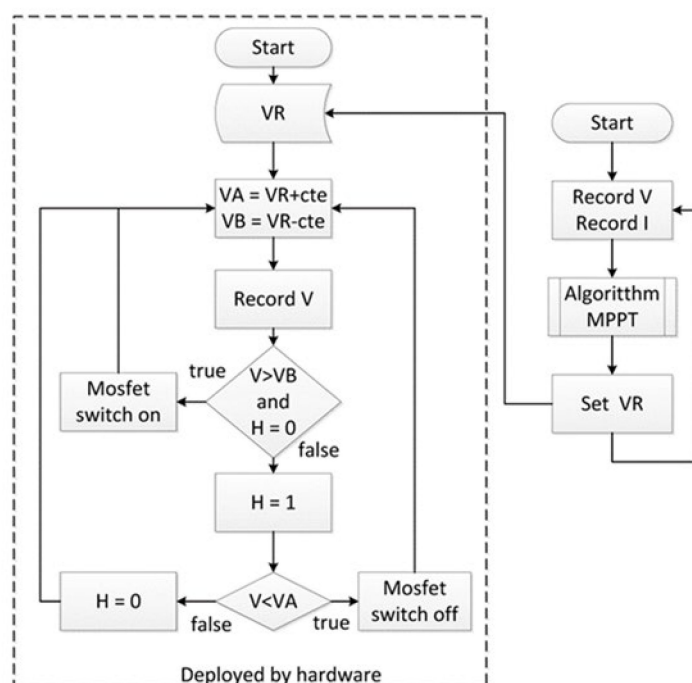 Start
VR
VA = VR+cte
VB = VR-cte
Record V
true
V>VB
and
H = 0
false
Mosfet
switch on
H = 1
V<VA
false
true
H = 0
Mosfet
switch off
Deployed by hardware
Start
Record V
Record I
Algoritthm
MPPT
Set VR